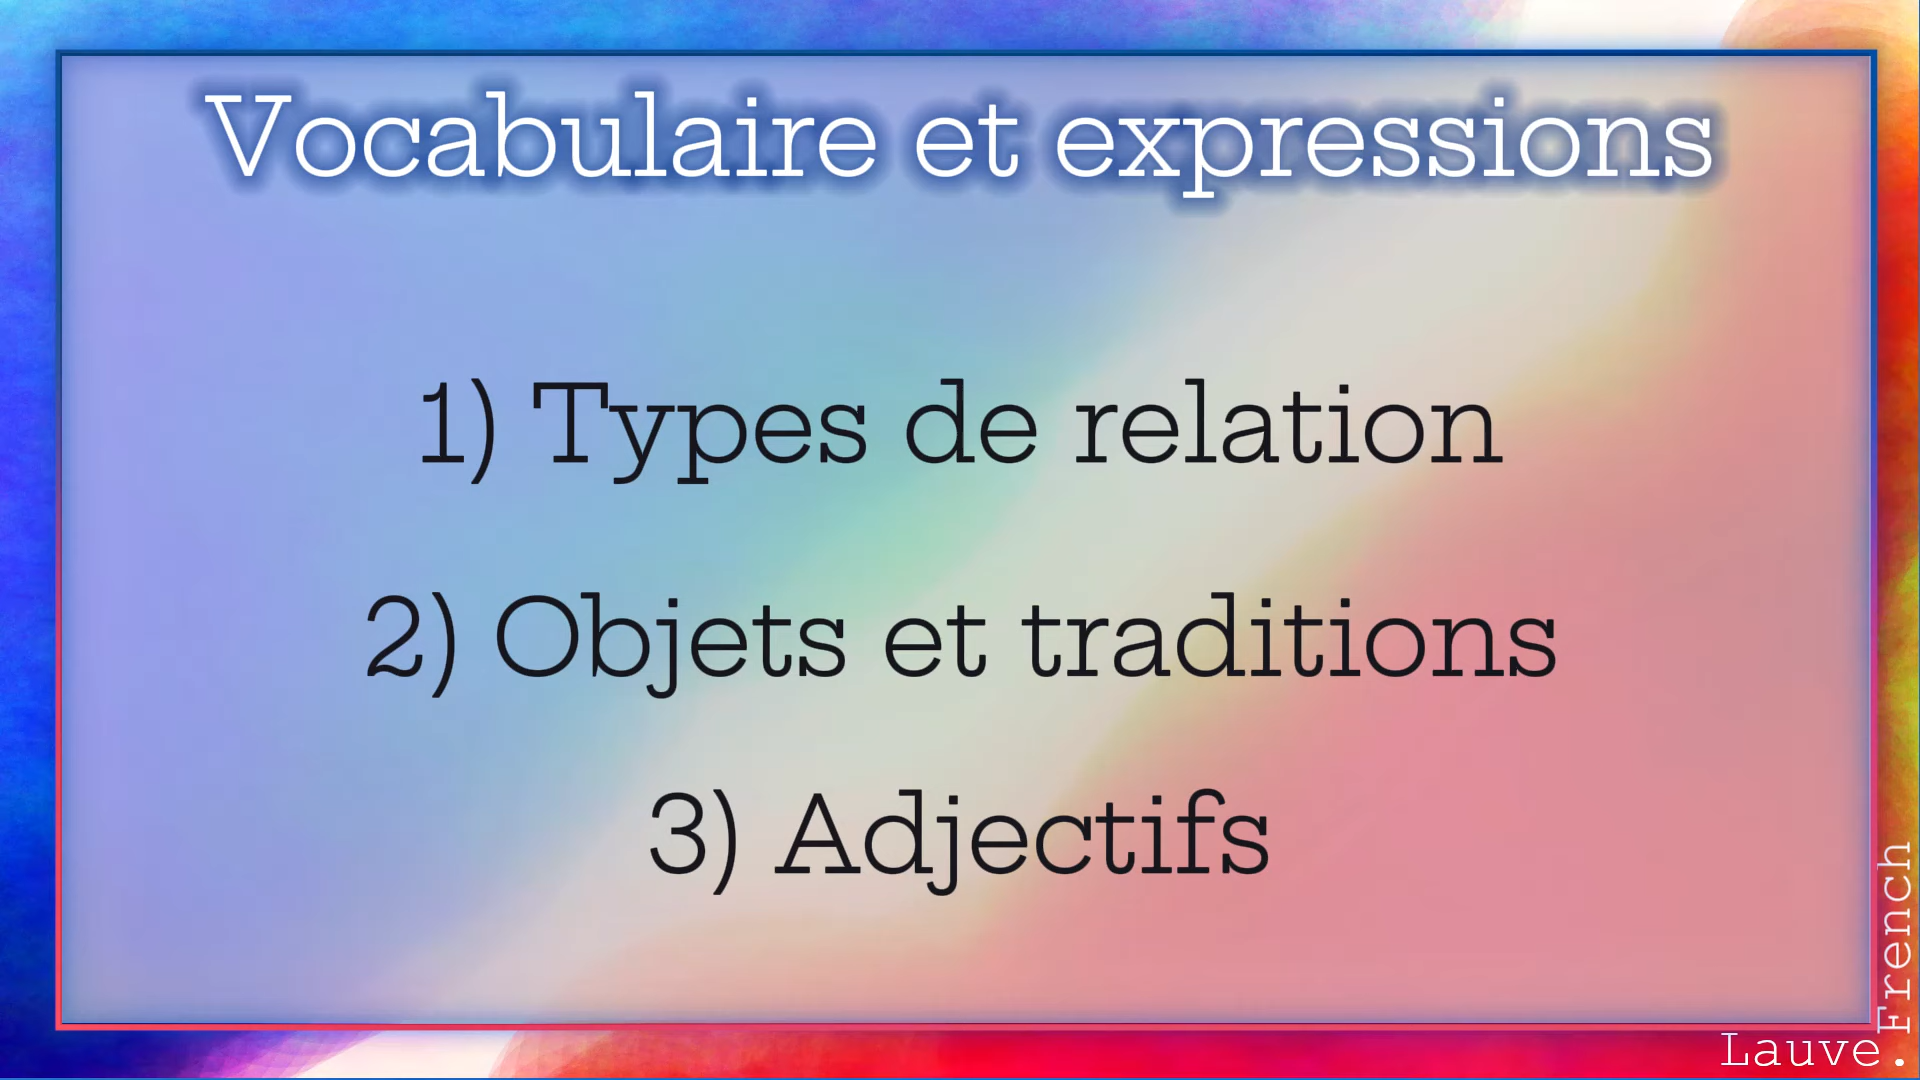 Vocabulaire et expressions
1) Types de relation
2) Objets et traditions
3) Adjectifs
French
Lauve.